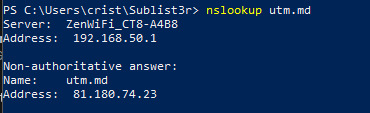 PS C:\Users\crist\Sublist3r> nslookup utm.md
Server:  ZenWiFi_CT8-A4B8
Address:  192.168.50.1

Non-authoritative answer:
Name:    utm.md
Address:  81.180.74.23